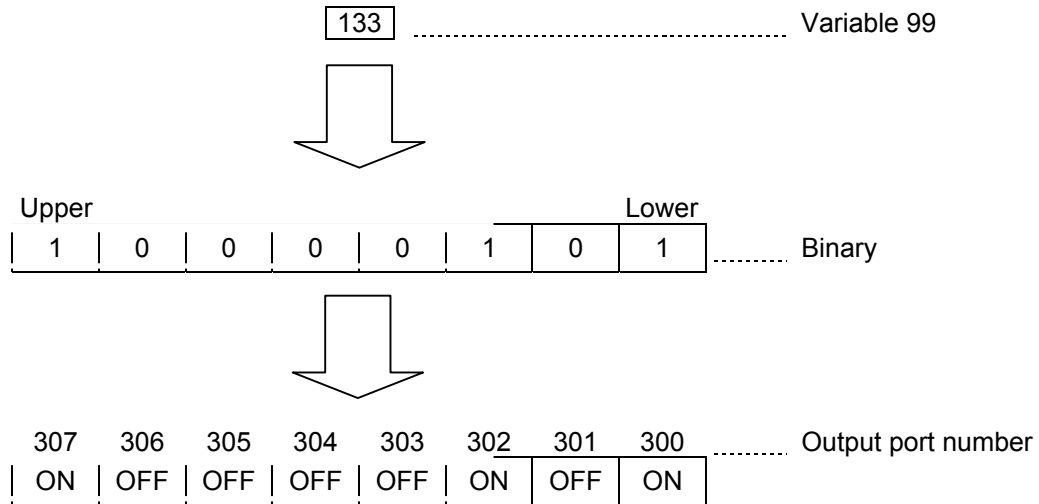 133 Variable 99
Upper Lower
1 0 0 0 0 1 0 1 Binary
307 306 305 304 303 302 301 300 Output port number
ON OFF OFF OFF OFF ON OFF ON